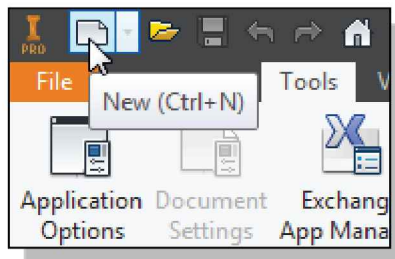 I
PRO
File
Tools
V
New (Ctrl+N)
Application Options
Document Settings
Exchang
App Mana